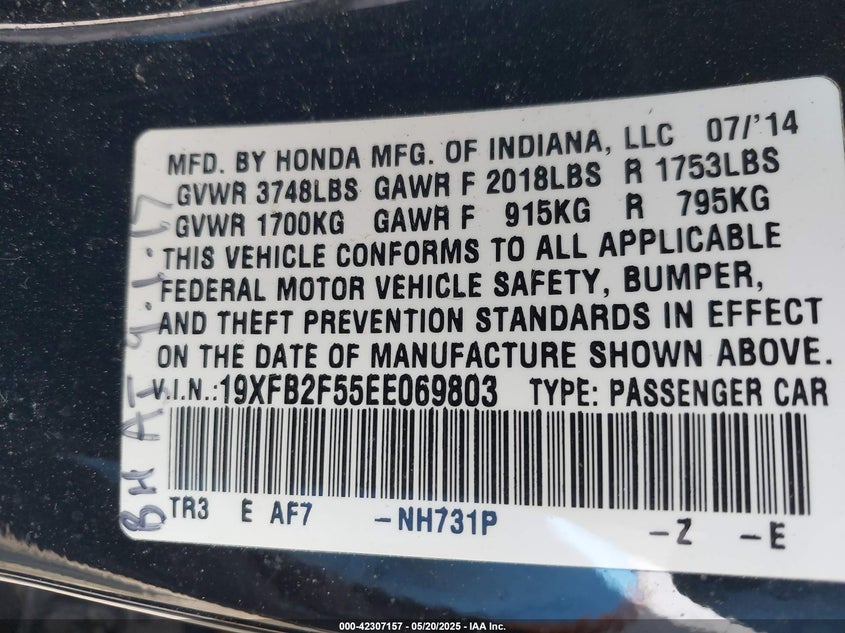 MFD. BY HONDA MFG. OF INDIANA, LLC 07/'14
GVWR 3748LBS GAWR F 2018LBS R 1753LBS
GVWR 1700KG GAWR F 915KG R 795KG
THIS VEHICLE CONFORMS TO ALL APPLICABLE
FEDERAL MOTOR VEHICLE SAFETY, BUMPER,
AND THEFT PREVENTION STANDARDS IN EFFECT
ON THE DATE OF MANUFACTURE SHOWN ABOVE.
V.I.N.:19XFB2F55EE069803 TYPE: PASSENGER CAR
TR3 E AF7 -NH731P -Z -E
BH AT
000-42307157 - 05/20/2025 - IAA Inc.